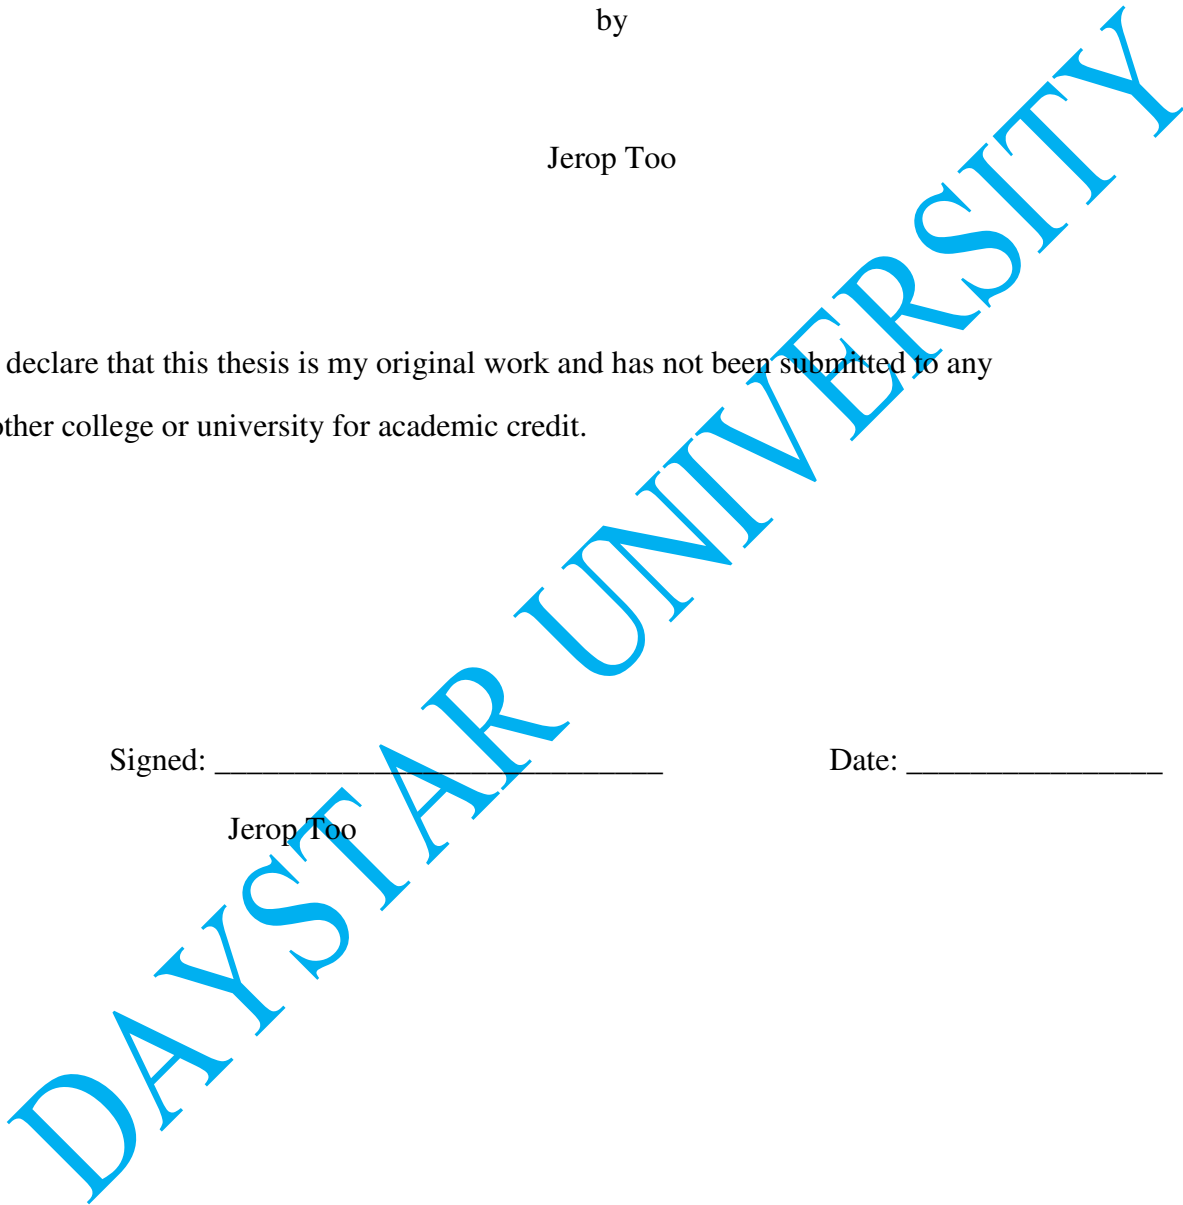 by
Jerop Too
declare that this thesis is my original work and has not been submitted to any
other college or university for academic credit.
Signed: ____________________________ Date: ________________
Jerop Too
DAYSTAR UNIVERSITY